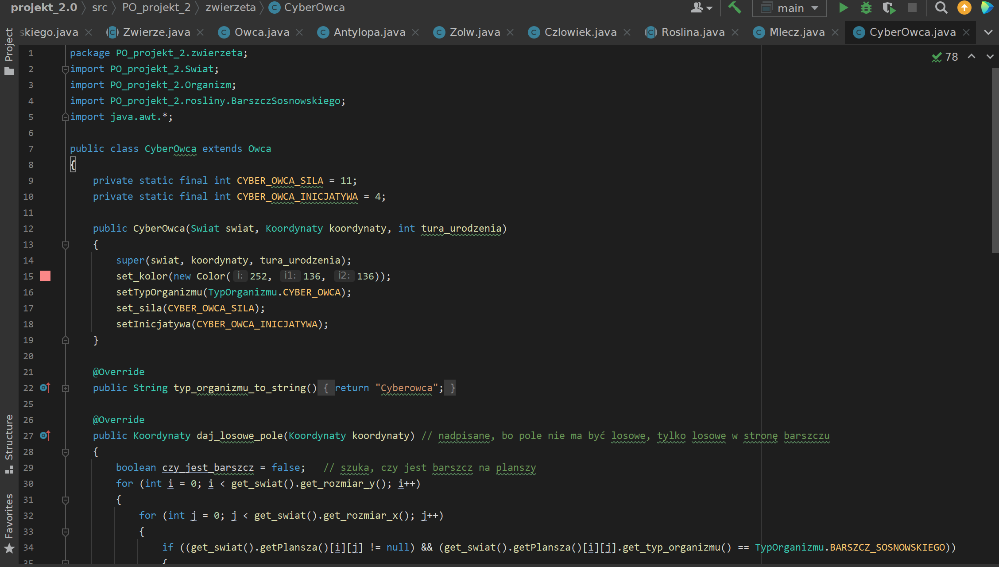 projekt_2.0 src PO_projekt_2 zwierzeta CyberOwca main
skiego.java Zwierze.java Owca.java Antylopa.java Zolw.java Czlowiek.java Roslina.java Mlecz.java CyberOwca.java
Project
Structure
Favorites
78
1 package PO_projekt_2.zwierzeta;
2 import PO_projekt_2.Swiat;
3 import PO_projekt_2.Organizm;
4 import PO_projekt_2.rosliny.BarszczSosnowskiego;
5 import java.awt.*;
6
7 public class CyberOwca extends Owca
8 {
9 private static final int CYBER_OWCA_SILA = 11;
10 private static final int CYBER_OWCA_INICJATYWA = 4;
11
12 public CyberOwca(Swiat swiat, Koordynaty koordynaty, int tura_urodzenia)
13 {
14 super(swiat, koordynaty, tura_urodzenia);
15 set_kolor(new Color( i: 252, i1: 136, i2: 136));
16 setTypOrganizmu(TypOrganizmu.CYBER_OWCA);
17 set_sila(CYBER_OWCA_SILA);
18 setInicjatywa(CYBER_OWCA_INICJATYWA);
19 }
20
21 @Override
22 public String typ_organizmu_to_string() { return "Cyberowca"; }
25
26 @Override
27 public Koordynaty daj_losowe_pole(Koordynaty koordynaty) // nadpisane, bo pole nie ma być losowe, tylko losowe w stronę barszczu
28 {
29 boolean czy_jest_barszcz = false; // szuka, czy jest barszcz na planszy
30 for (int i = 0; i < get_swiat().get_rozmiar_y(); i++)
31 {
32 for (int j = 0; j < get_swiat().get_rozmiar_x(); j++)
33 {
34 if ((get_swiat().getPlansza()[i][j] != null) && (get_swiat().getPlansza()[i][j].get_typ_organizmu() == TypOrganizmu.BARSZCZ_SOSNOWSKIEGO))
35 {